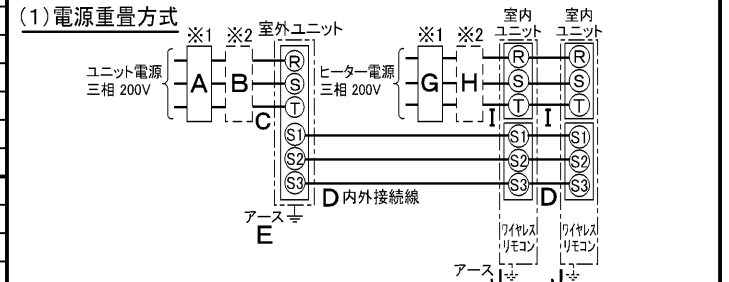 (1)電源重畳方式
※1 ※2 室外ユニット
※1 ※2 室内ユニット 室内ユニット
ユニット電源
三相 200V
A B C
R
S
T
S1
S2
S3
ヒーター電源
三相 200V
G H I I
R R
S S
T T
S1 S1
S2 S2
S3 S3
D 内外接続線 D
アース
E
ワイヤレス
リモコン
ワイヤレス
リモコン
アース J J